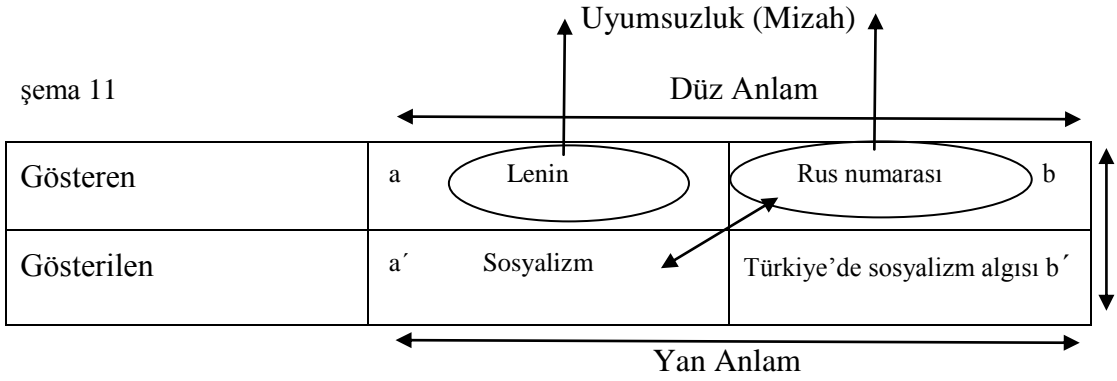 Uyumsuzluk (Mizah)
şema 11
Düz Anlam
Gösteren a Lenin Rus numarası b
Gösterilen a´ Sosyalizm Türkiye’de sosyalizm algısı b´
Yan Anlam